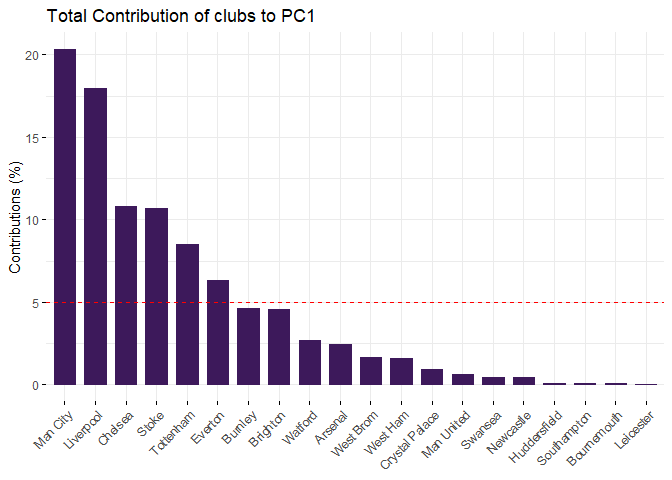 Total Contribution of clubs to PC1
Contributions (%)
20
15
10
5
0
Man City
Liverpool
Chelsea
Stoke
Tottenham
Everton
Burnley
Brighton
Watford
Arsenal
West Brom
West Ham
Crystal Palace
Man United
Swansea
Newcastle
Huddersfield
Southampton
Bournemouth
Leicester